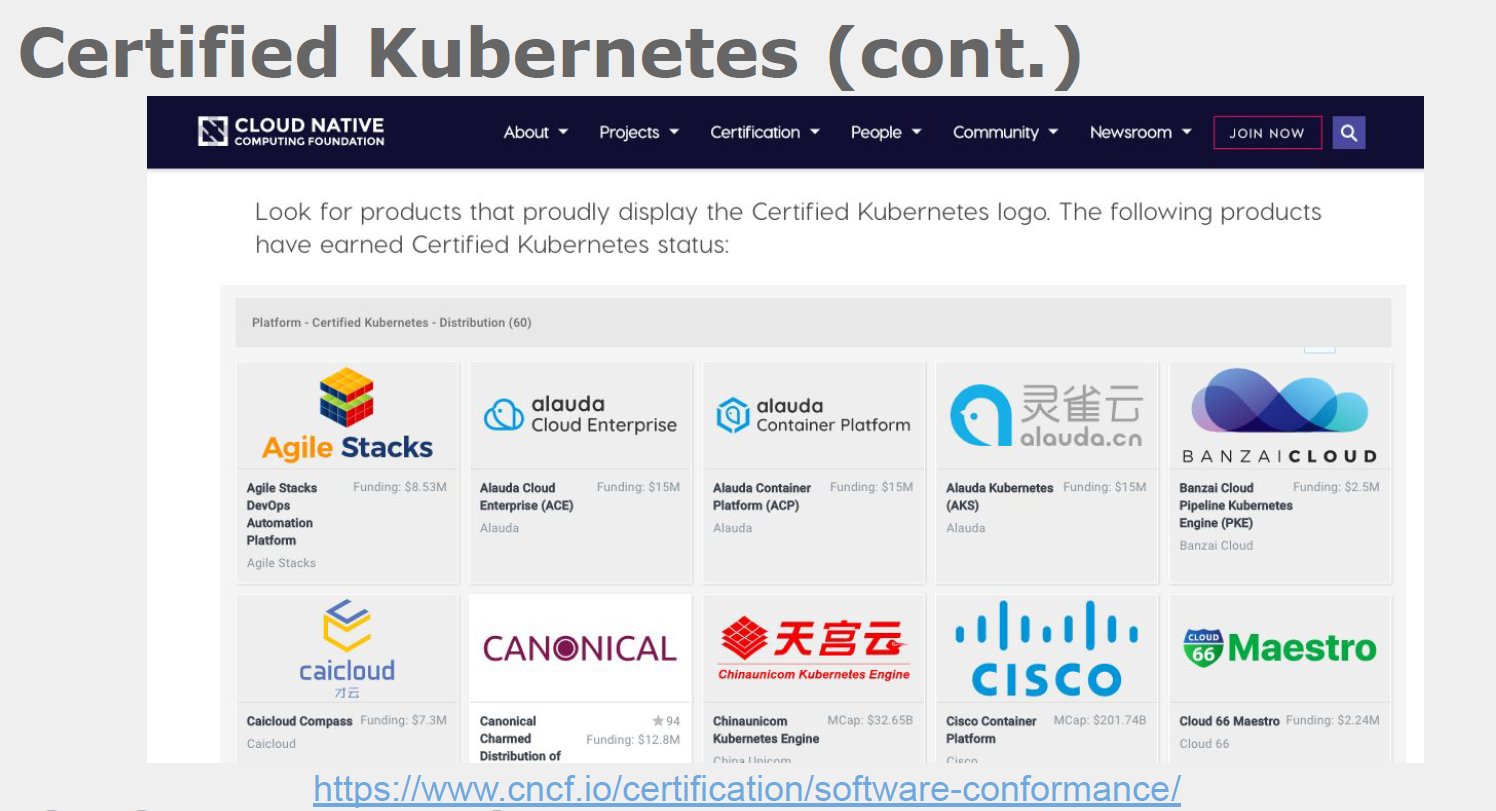 Certified Kubernetes (cont.)
CLOUD NATIVE
COMPUTING FOUNDATION
About Projects Certification People Community Newsroom JOIN NOW
Look for products that proudly display the Certified Kubernetes logo. The following products
have earned Certified Kubernetes status:
Platform - Certified Kubernetes - Distribution (60)
Agile Stacks
Agile Stacks DevOps Automation Platform
Funding: $8.53M
Agile Stacks
alauda
Cloud Enterprise
Alauda Cloud
Enterprise (ACE)
Funding: $15M
Alauda
alauda
Container Platform
Alauda Container
Platform (ACP)
Funding: $15M
Alauda
灵雀云
alauda.cn
Alauda Kubernetes
(AKS)
Funding: $15M
Alauda
BANZAICLOUD
Banzai Cloud
Pipeline Kubernetes
Engine (PKE)
Funding: $2.5M
Banzai Cloud
caicloud
才云
Caicloud Compass
Funding: $7.3M
Caicloud
CANONICAL
Canonical
Charmed
Distribution of
94
Funding: $12.8M
天宫云
Chinaunicom Kubernetes Engine
Chinaunicom
Kubernetes Engine
MCap: $32.65B
China Unicom
CISCO
Cisco Container
Platform
MCap: $201.74B
Cisco
CLOUD
66
Maestro
Cloud 66 Maestro
Funding: $2.24M
Cloud 66
https://www.cncf.io/certification/software-conformance/